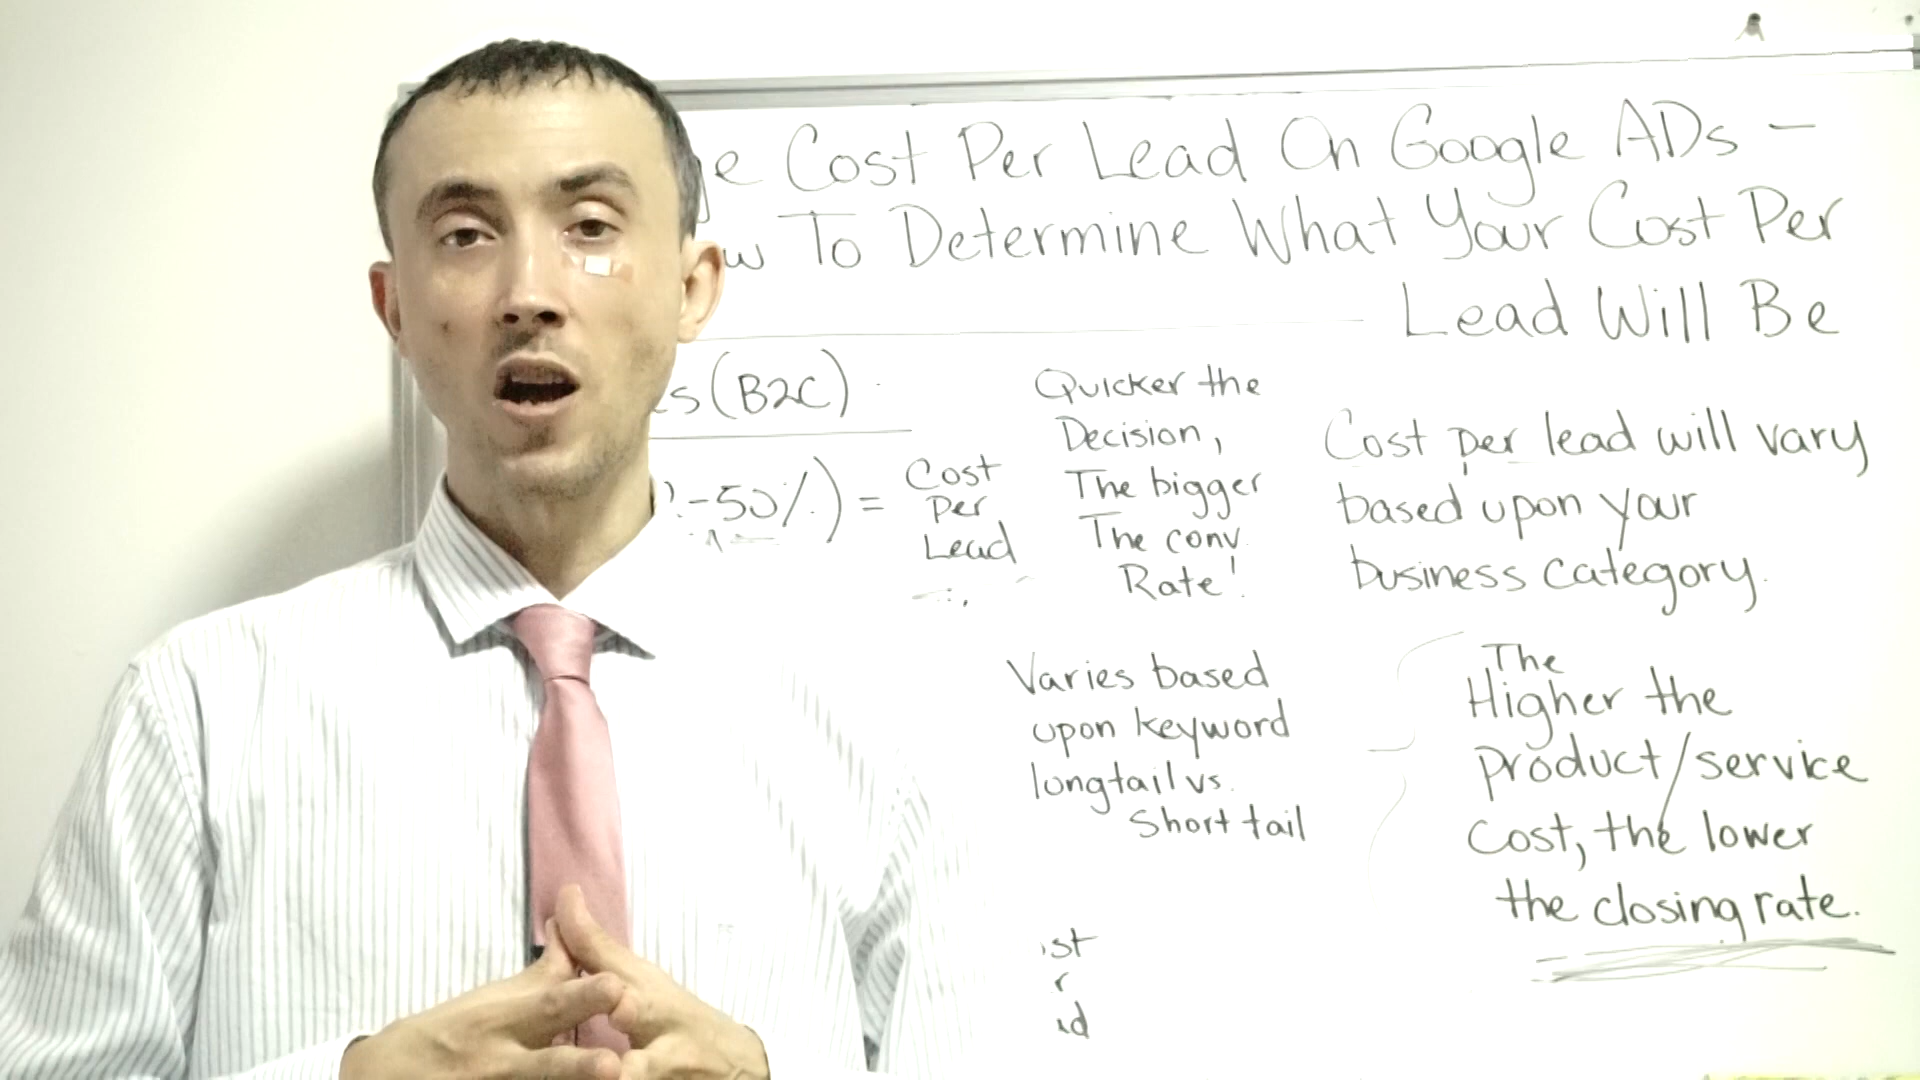 Cost Per Lead On Google ADs –
To Determine What Your Cost Per
Lead Will Be
(B2C)
-50%) = Cost
Per
Lead
Quicker the
Decision,
The bigger
The conv
Rate!
Cost per lead will vary
based upon your
business category.
Varies based
upon keyword
longtail vs.
Short tail
The
Higher the
product/service
Cost, the lower
the closing rate.